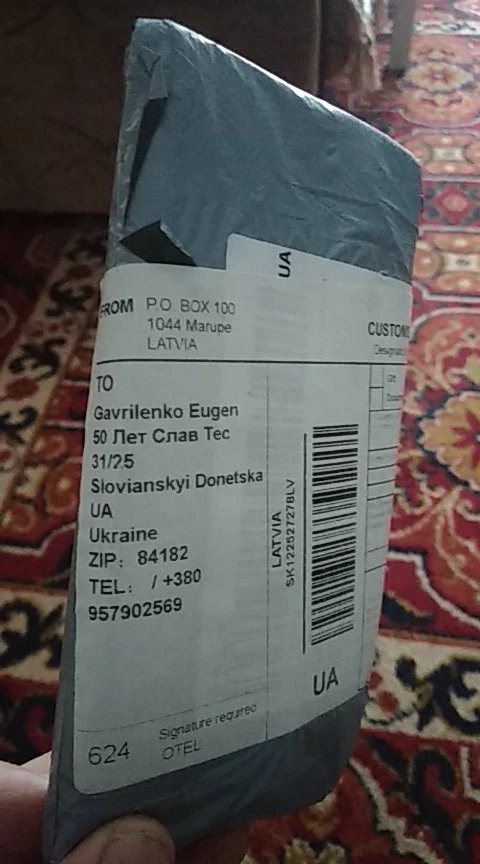 UA
FROM P.O. BOX 100
1044 Marupe
LATVIA
CUSTOMS
TO
Gavrilenko Eugen
50 Лет Слав Тес
31/25
Slovianskyi Donetska
UA
Ukraine
ZIP: 84182
TEL: / +380
957902569
LATVIA
SK122527278LV
UA
Signature required
624 OTEL: